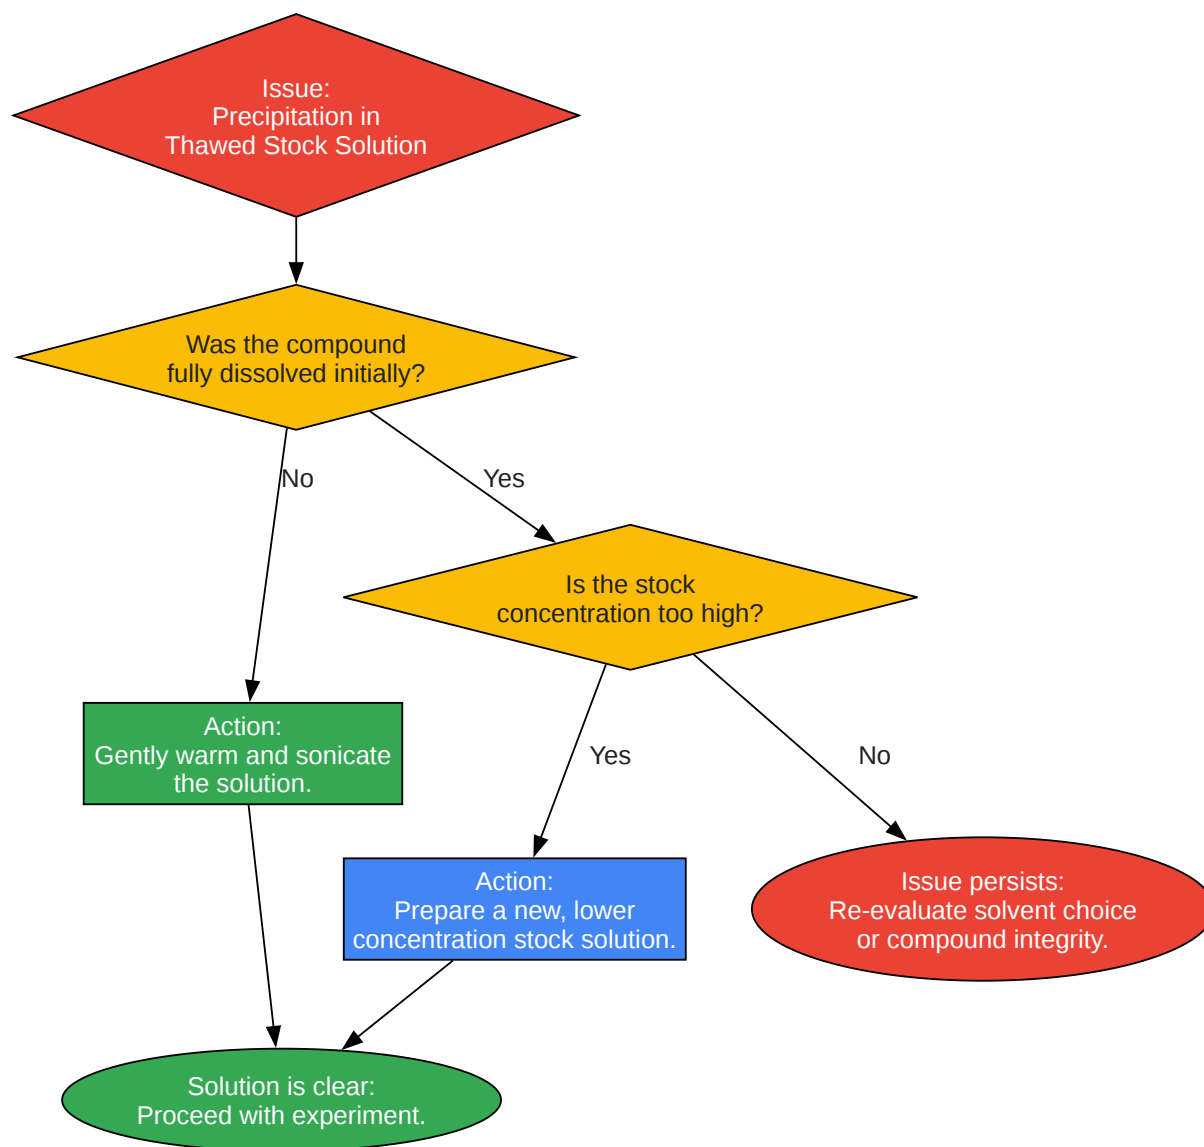 Issue:
Precipitation in
Thawed Stock Solution
Was the compound
fully dissolved initially?
No
Yes
Is the stock
concentration too high?
Action:
Gently warm and sonicate
the solution.
Yes
No
Action:
Prepare a new, lower
concentration stock solution.
Issue persists:
Re-evaluate solvent choice
or compound integrity.
Solution is clear:
Proceed with experiment.